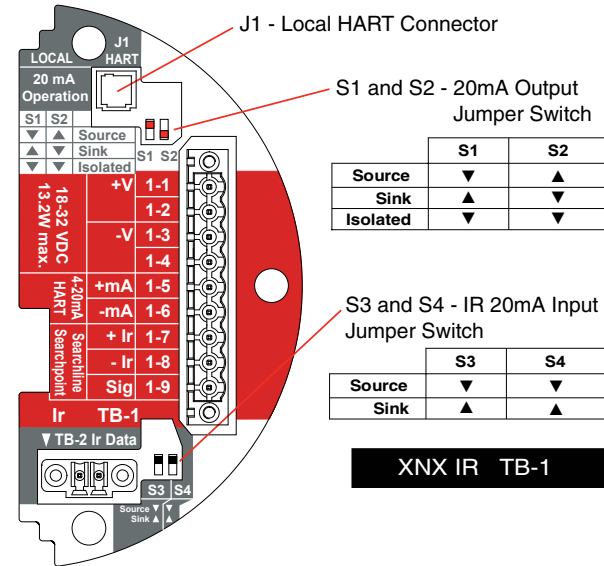 J1 - Local HART Connector
J1
LOCAL HART
20 mA
Operation
S1 S2
▼ ▲ Source
▲ ▼ Sink
▼ ▼ Isolated
S1 S2
S1 and S2 - 20mA Output
Jumper Switch
S1 S2
Source ▼ ▲
Sink ▲ ▼
Isolated ▼ ▼
18-32 VDC
13.2W max.
+V 1-1
1-2
-V 1-3
1-4
4-20mA
HART
+mA 1-5
-mA 1-6
Searchline
Searchpoint
+ Ir 1-7
- Ir 1-8
Sig 1-9
Ir TB-1
▼ TB-2 Ir Data
S3 S4
Source ▼ ▼
Sink ▲ ▲
S3 and S4 - IR 20mA Input
Jumper Switch
S3 S4
Source ▼ ▼
Sink ▲ ▲
XNX IR TB-1